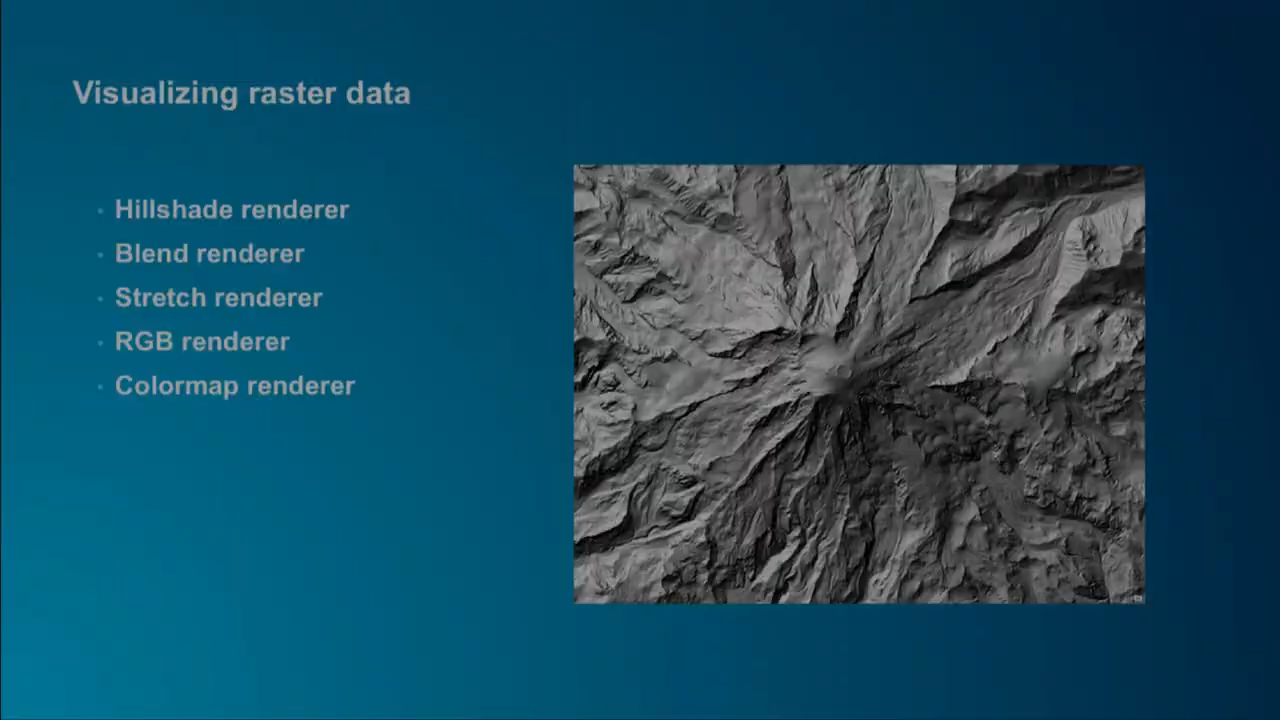 Visualizing raster data
Hillshade renderer
Blend renderer
Stretch renderer
RGB renderer
Colormap renderer